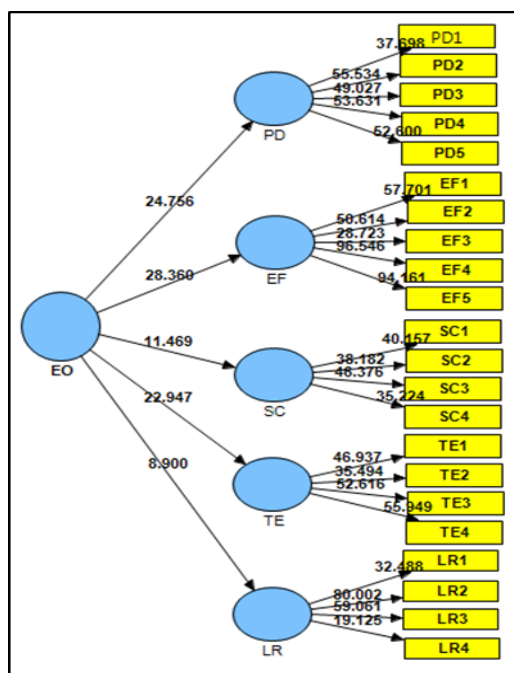 37.698
PD1
55.534
PD2
49.027
PD3
53.631
PD4
52.600
PD5
PD
24.756
57.701
EF1
50.614
EF2
28.723
EF3
96.546
EF4
94.161
EF5
EF
28.360
EO
11.469
40.157
SC1
38.182
SC2
46.376
SC3
35.224
SC4
SC
22.947
46.937
TE1
35.494
TE2
52.616
TE3
55.949
TE4
TE
8.900
32.488
LR1
80.002
LR2
59.061
LR3
19.125
LR4
LR